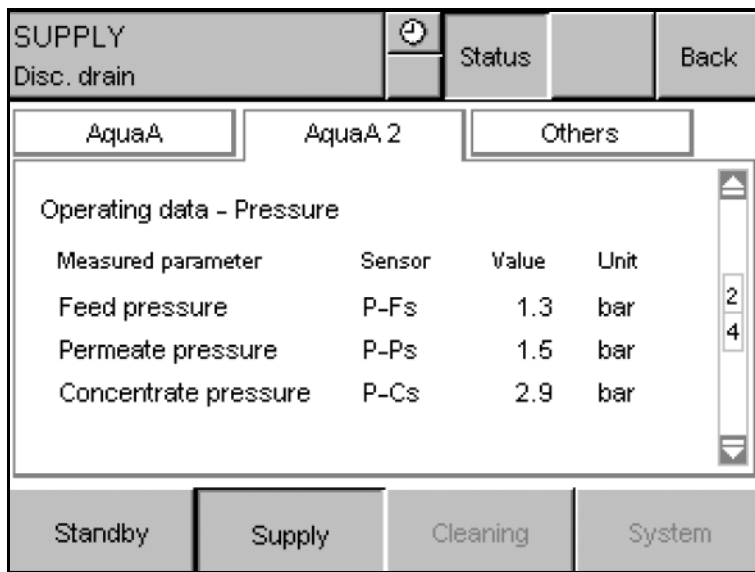 SUPPLY
Disc. drain
Status
Back
AquaA
AquaA 2
Others
Operating data - Pressure
Measured parameter Sensor Value Unit
Feed pressure P-Fs 1.3 bar
Permeate pressure P-Ps 1.5 bar
Concentrate pressure P-Cs 2.9 bar
2
4
Standby
Supply
Cleaning
System